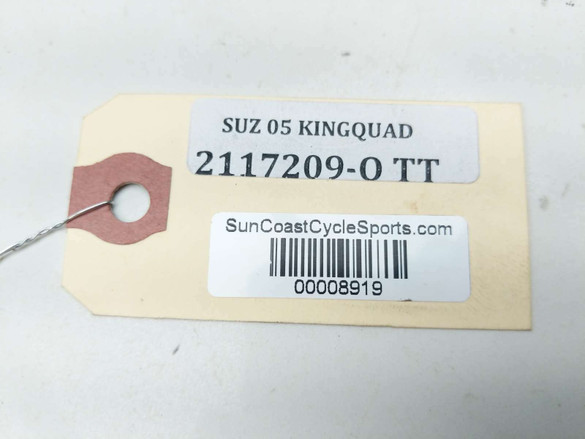 SUZ 05 KINGQUAD
2117209-O TT
SunCoastCycleSports.com
00008919